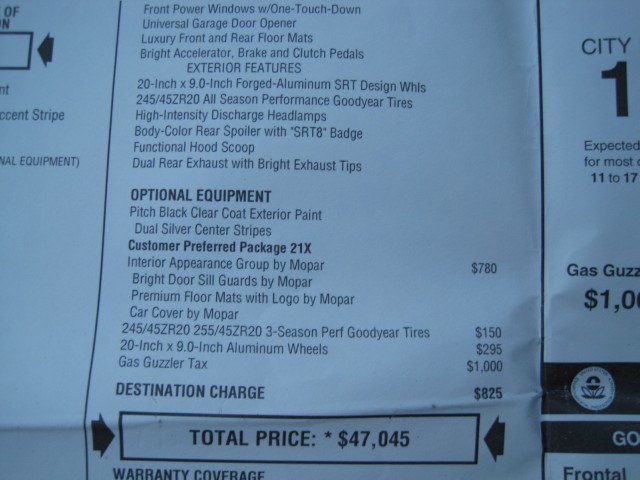 OF
ON
nt
ccent Stripe
NAL EQUIPMENT)
Front Power Windows w/One-Touch-Down
Universal Garage Door Opener
Luxury Front and Rear Floor Mats
Bright Accelerator, Brake and Clutch Pedals
EXTERIOR FEATURES
20-Inch x 9.0-Inch Forged-Aluminum SRT Design Whls
245/45ZR20 All Season Performance Goodyear Tires
High-Intensity Discharge Headlamps
Body-Color Rear Spoiler with "SRT8" Badge
Functional Hood Scoop
Dual Rear Exhaust with Bright Exhaust Tips
OPTIONAL EQUIPMENT
Pitch Black Clear Coat Exterior Paint
Dual Silver Center Stripes
Customer Preferred Package 21X
Interior Appearance Group by Mopar $780
Bright Door Sill Guards by Mopar
Premium Floor Mats with Logo by Mopar
Car Cover by Mopar
245/45ZR20 255/45ZR20 3-Season Perf Goodyear Tires $150
20-Inch x 9.0-Inch Aluminum Wheels $295
Gas Guzzler Tax $1,000
DESTINATION CHARGE $825
TOTAL PRICE: * $47,045
WARRANTY COVERAGE
CITY
1
Expected
for most
11 to 17
Gas Guzz
$1,00
GO
Frontal